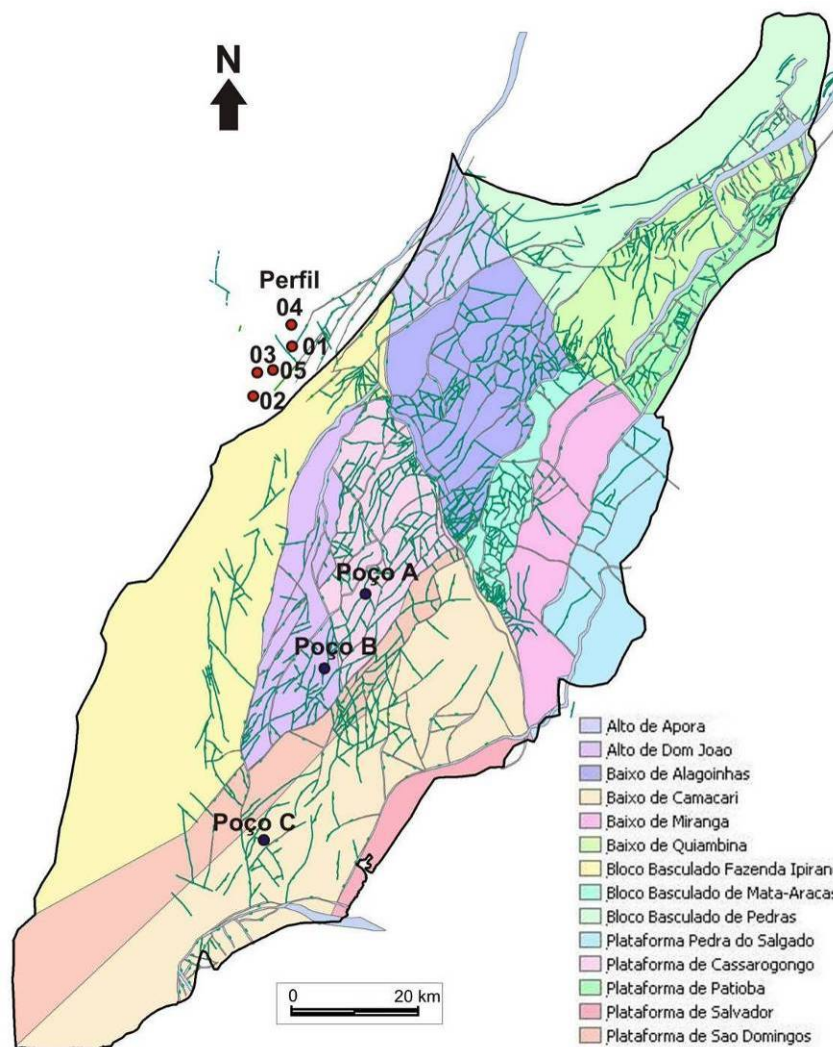 N
Perfil
04
01
03
05
02
Poço A
Poço B
Poço C
0 20 km
Alto de Apora
Alto de Dom Joao
Baixo de Alagoinhas
Baixo de Camacari
Baixo de Miranga
Baixo de Quiambina
Bloco Basculado Fazenda Ipiran
Bloco Basculado de Mata-Aracas
Bloco Basculado de Pedras
Plataforma Pedra do Salgado
Plataforma de Cassarogongo
Plataforma de Patioba
Plataforma de Salvador
Plataforma de Sao Domingos